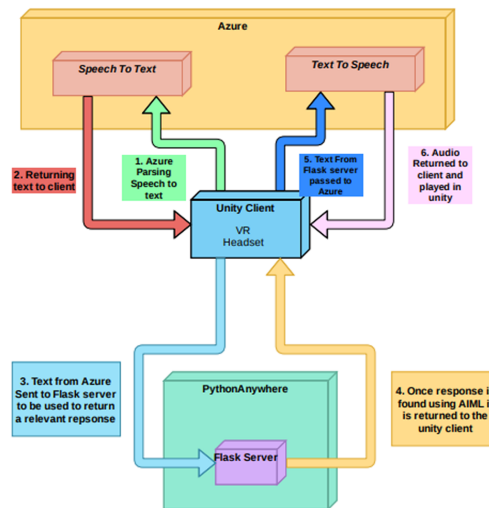 Azure
Speech To Text
Text To Speech
1. Azure
Parsing
Speech to
text
2. Returning
text to client
5. Text From
Flask server
passed to
Azure
6. Audio
Returned to
client and
played in
unity
Unity Client
VR
Headset
3. Text from Azure
Sent to Flask server
to be used to return
a relevant repsonse
PythonAnywhere
Flask Server
4. Once response i
found using AIML i
is returned to the
unity client